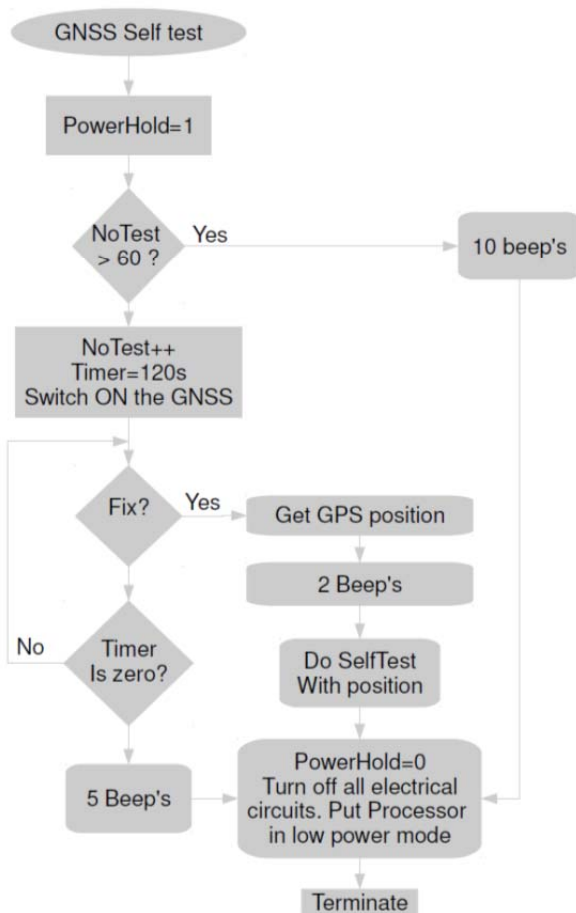 GNSS Self test
PowerHold=1
NoTest
> 60 ?
Yes
10 beep's
NoTest++
Timer=120s
Switch ON the GNSS
Fix?
Yes
Get GPS position
2 Beep's
No
Timer
Is zero?
Do SelfTest
With position
5 Beep's
PowerHold=0
Turn off all electrical
circuits. Put Processor
in low power mode
Terminate